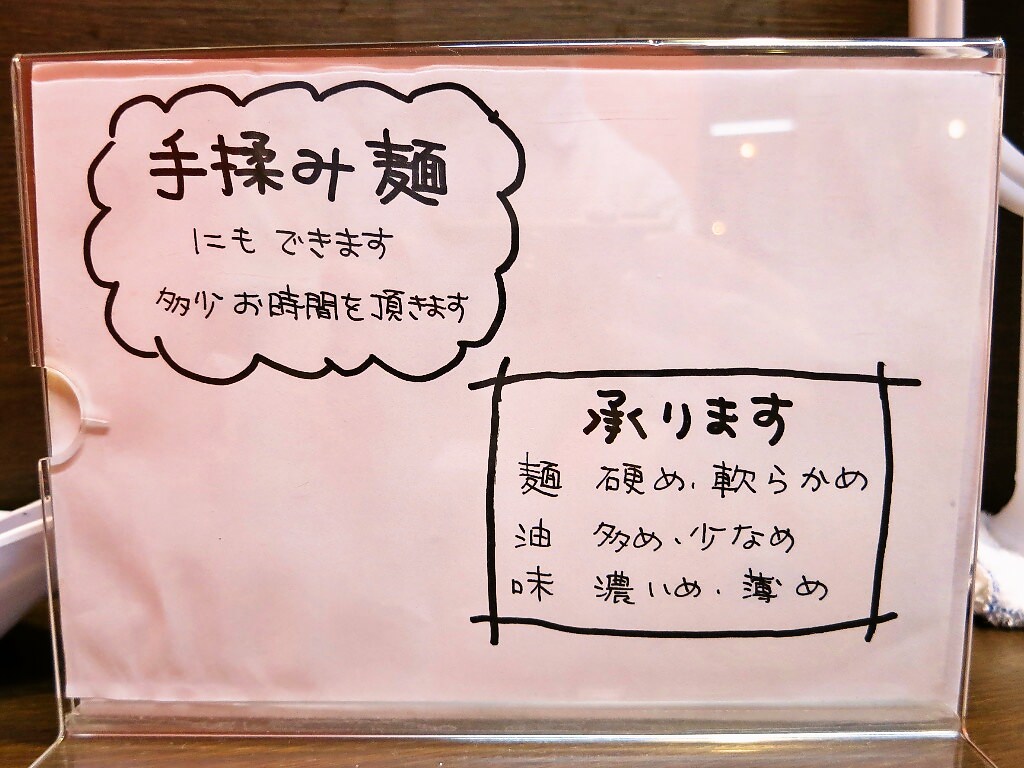 手揉み麺
にもできます
多少お時間を頂きます
承ります
麺 硬め、軟らかめ
油 多め、少なめ
味 濃いめ、薄め